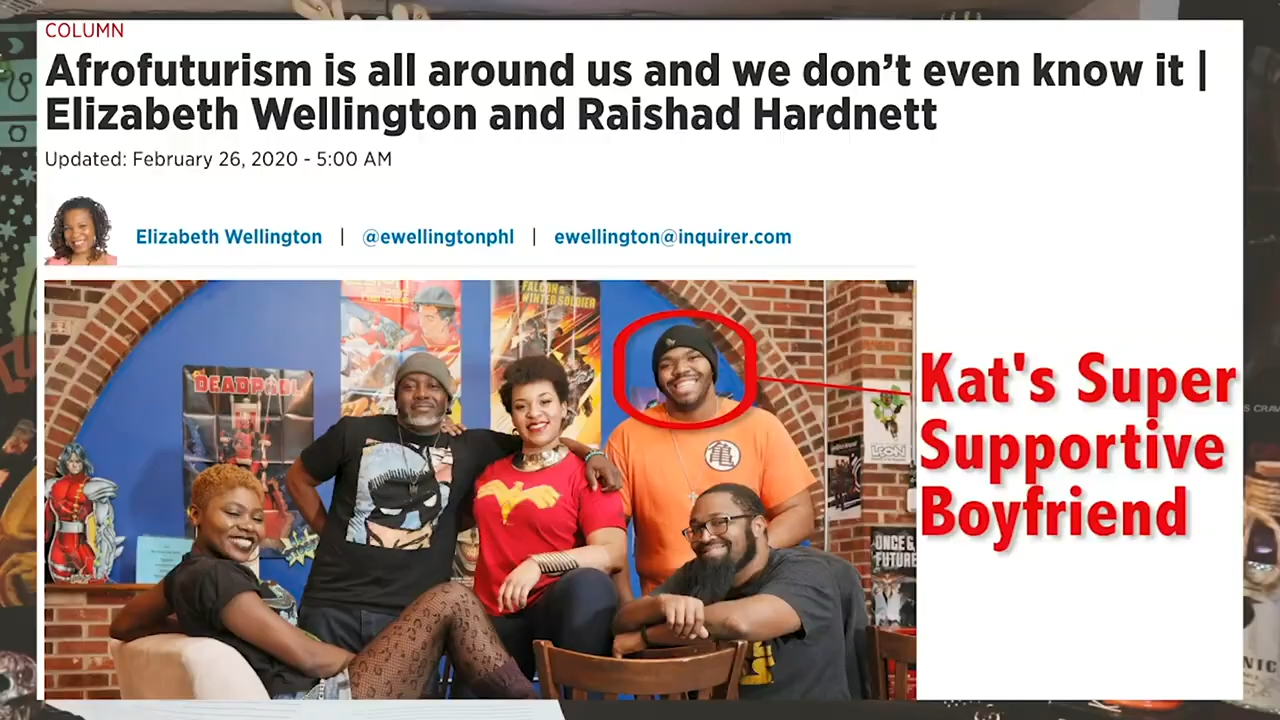 COLUMN
Afrofuturism is all around us and we don’t even know it |
Elizabeth Wellington and Raishad Hardnett
Updated: February 26, 2020 - 5:00 AM
Elizabeth Wellington | @ewellingtonphl | ewellington@inquirer.com
FALCON &
WINTER SOLDIER
DEADPOOL
亀
Kat's Super
Supportive
Boyfriend
LEON
ONCE &
FUTURE